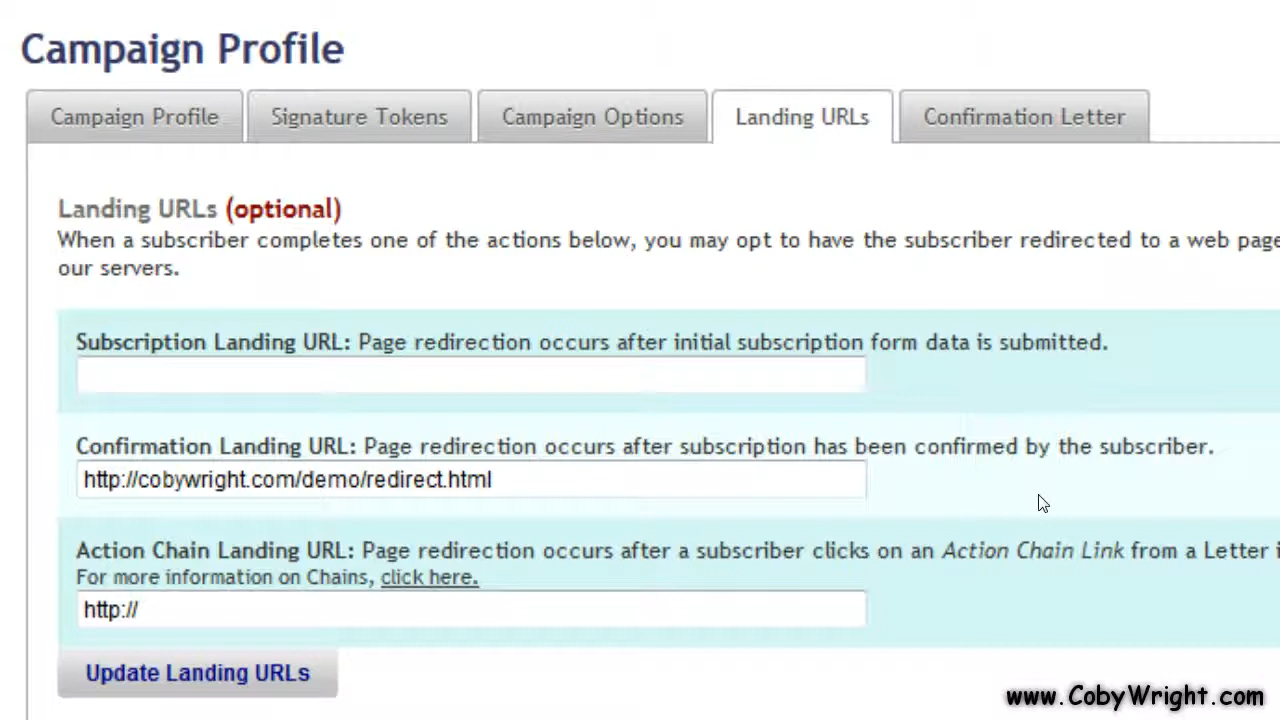 Campaign Profile
Campaign Profile
Signature Tokens
Campaign Options
Landing URLs
Confirmation Letter
Landing URLs (optional)
When a subscriber completes one of the actions below, you may opt to have the subscriber redirected to a web page
our servers.
Subscription Landing URL: Page redirection occurs after initial subscription form data is submitted.
Confirmation Landing URL: Page redirection occurs after subscription has been confirmed by the subscriber.
http://cobywright.com/demo/redirect.html
Action Chain Landing URL: Page redirection occurs after a subscriber clicks on an Action Chain Link from a Letter i
For more information on Chains, click here.
http://
Update Landing URLs
www.CobyWright.com